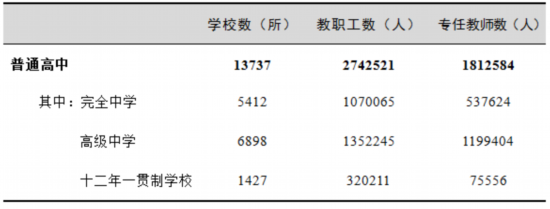 学校数（所） 教职工数（人） 专任教师数（人）
普通高中 13737 2742521 1812584
其中：完全中学 5412 1070065 537624
高级中学 6898 1352245 1199404
十二年一贯制学校 1427 320211 75556